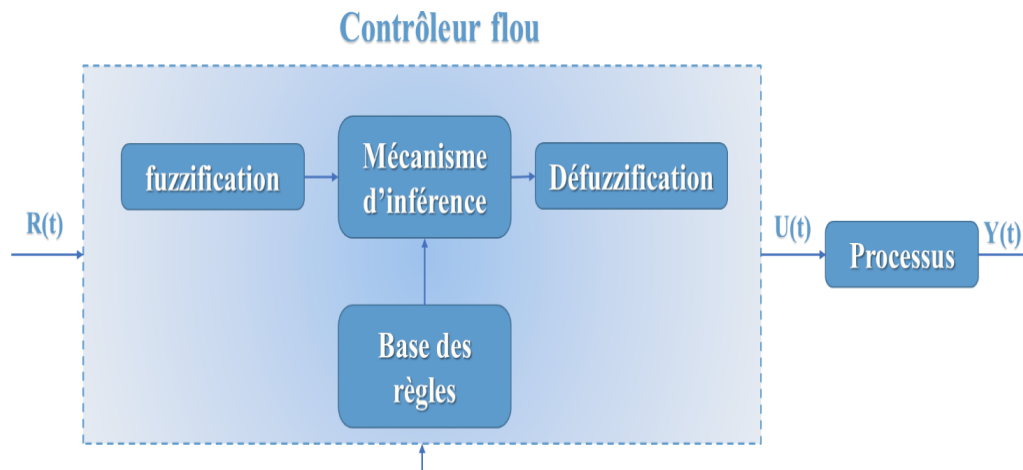 Contrôleur flou
fuzzification
Mécanisme
d'inférence
Défuzzification
R(t)
U(t)
Processus
Y(t)
Base des
règles